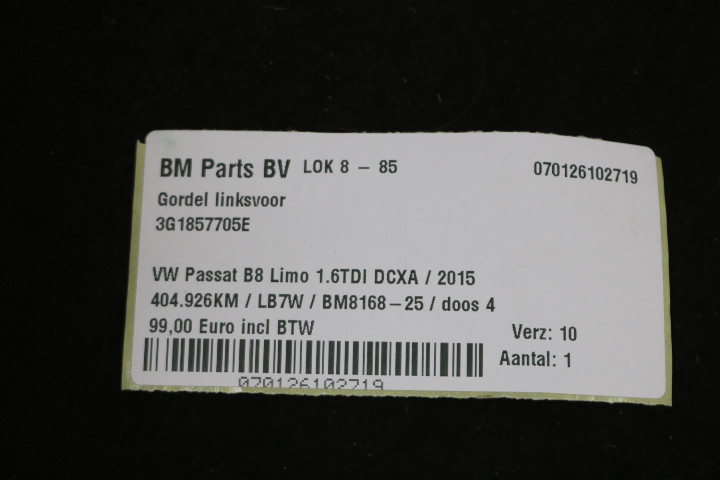 BM Parts BV LOK 8 - 85 070126102719
Gordel linksvoor
3G1857705E
VW Passat B8 Limo 1.6TDI DCXA / 2015
404.926KM / LB7W / BM8168-25 / doos 4
99,00 Euro incl BTW Verz: 10
Aantal: 1
070126102719